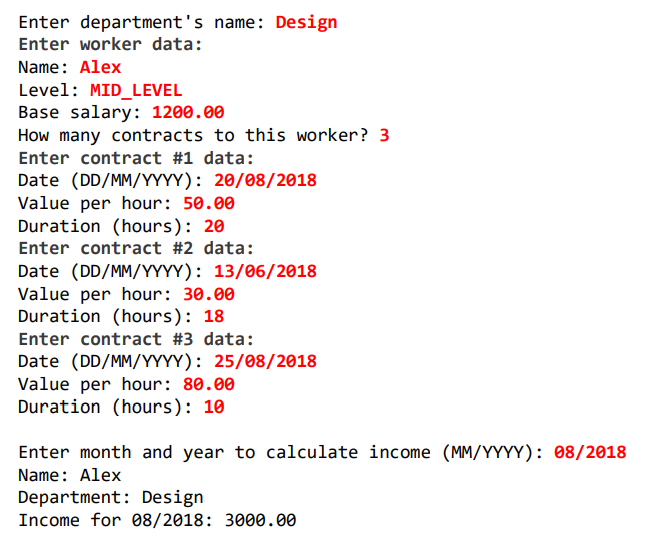 Enter department's name: Design
Enter worker data:
Name: Alex
Level: MID_LEVEL
Base salary: 1200.00
How many contracts to this worker? 3
Enter contract #1 data:
Date (DD/MM/YYYY): 20/08/2018
Value per hour: 50.00
Duration (hours): 20
Enter contract #2 data:
Date (DD/MM/YYYY): 13/06/2018
Value per hour: 30.00
Duration (hours): 18
Enter contract #3 data:
Date (DD/MM/YYYY): 25/08/2018
Value per hour: 80.00
Duration (hours): 10
Enter month and year to calculate income (MM/YYYY): 08/2018
Name: Alex
Department: Design
Income for 08/2018: 3000.00